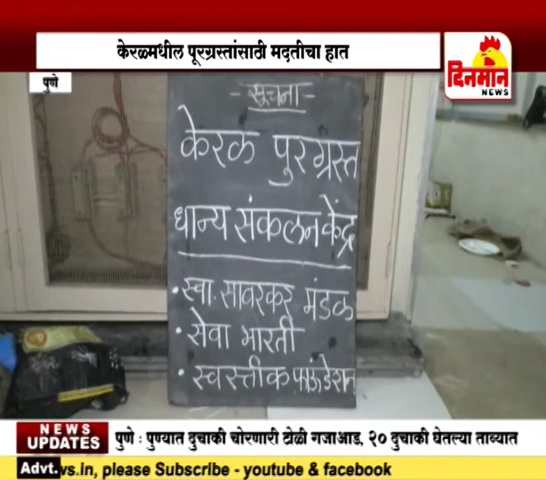 केरळमधील पूरग्रस्तांसाठी मदतीचा हात
पुणे
दिनमान
NEWS
- सूचना -
केरळ पुरग्रस्त
धान्य संकलन केंद्र
• स्वा. सावरकर मंडळ
• सेवा भारती
• स्वस्तीक फाऊंडेशन
NEWS
UPDATES
पुणे : पुण्यात दुचाकी चोरणारी टोळी गजाआड, २० दुचाकी घेतल्या ताब्यात
Advt.
vs.in, please Subscribe - youtube & facebook